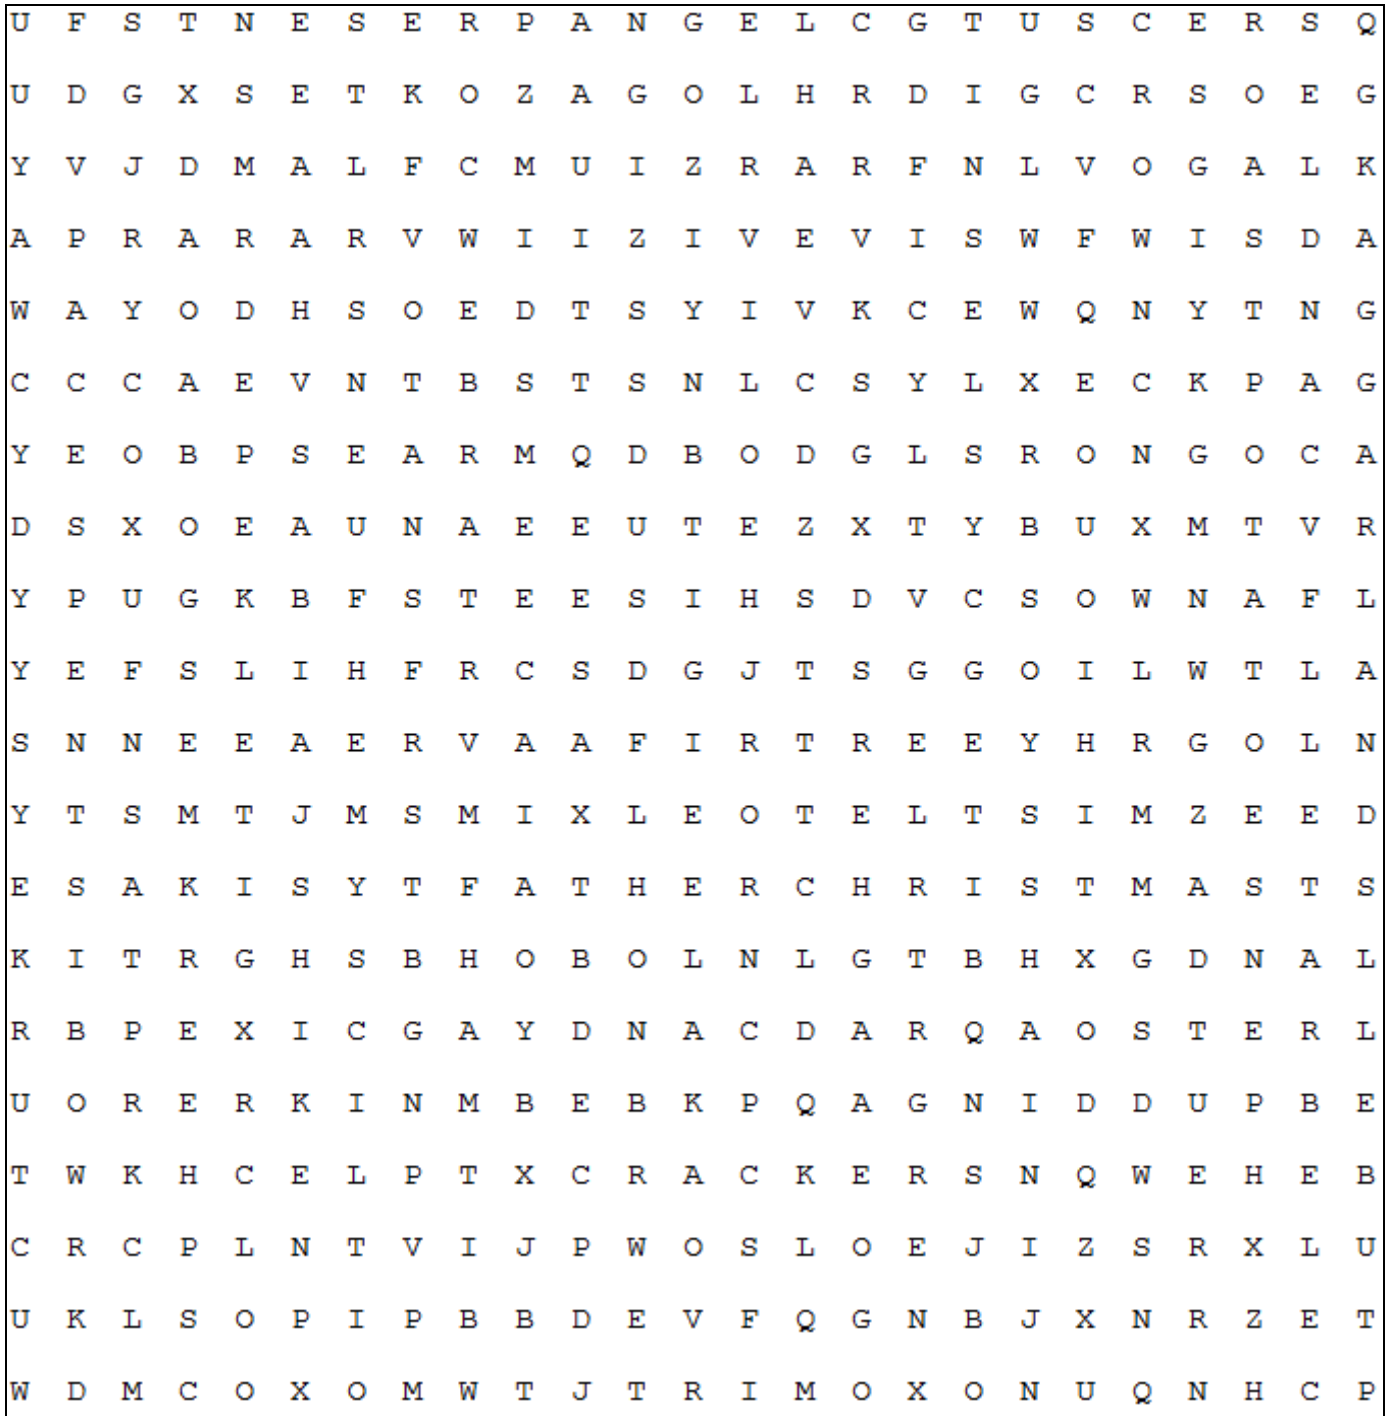 U F S T N E S E R P A N G E L C G T U S C E R S Q
U D G X S E T K O Z A G O L H R D I G C R S O E G
Y V J D M A L F C M U I Z R A R F N L V O G A L K
A P R A R A R V W I I Z I V E V I S W F W I S D A
W A Y O D H S O E D T S Y I V K C E W Q N Y T N G
C C C A E V N T B S T S N L C S Y L X E C K P A G
Y E O B P S E A R M Q D B O D G L S R O N G O C A
D S X O E A U N A E E U T E Z X T Y B U X M T V R
Y P U G K B F S T E E S I H S D V C S O W N A F L
Y E F S L I H F R C S D G J T S G G O I L W T L A
S N N E E A E R V A A F I R T R E E Y H R G O L N
Y T S M T J M S M I X L E O T E L T S I M Z E E D
E S A K I S Y T F A T H E R C H R I S T M A S T S
K I T R G H S B H O B O L N L G T B H X G D N A L
R B P E X I C G A Y D N A C D A R Q A O S T E R L
U O R E R K I N M B E B K P Q A G N I D D U P B E
T W K H C E L P T X C R A C K E R S N Q W E H E B
C R C P L N T V I J P W O S L O E J I Z S R X L U
U K L S O P I P B B D E V F Q G N B J X N R Z E T
W D M C O X O M W T J T R I M O X O N U Q N H C P